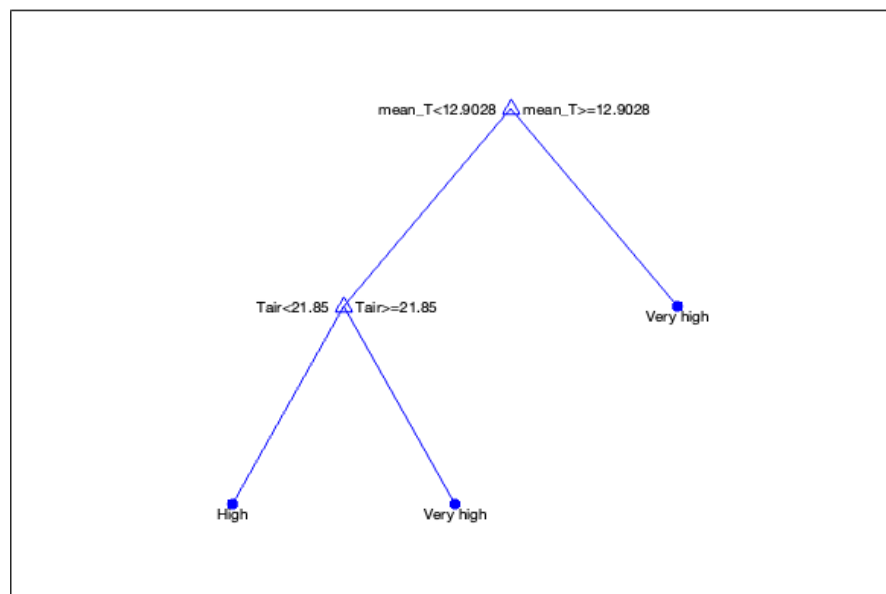 mean_T<12.9028 mean_T>=12.9028
Tair<21.85 Tair>=21.85
Very high
High
Very high